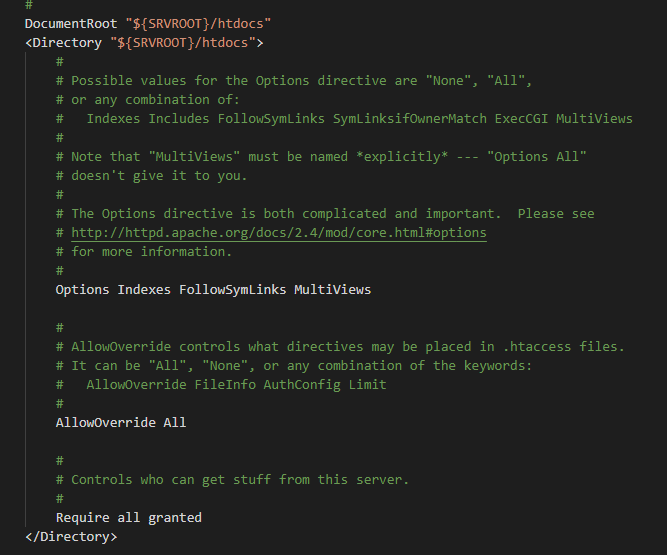 #
DocumentRoot "${SRVROOT}/htdocs"
<Directory "${SRVROOT}/htdocs">
    #
    # Possible values for the Options directive are "None", "All",
    # or any combination of:
    #   Indexes Includes FollowSymLinks SymLinksifOwnerMatch ExecCGI MultiViews
    #
    # Note that "MultiViews" must be named *explicitly* --- "Options All"
    # doesn't give it to you.
    #
    # The Options directive is both complicated and important.  Please see
    # http://httpd.apache.org/docs/2.4/mod/core.html#options
    # for more information.
    #
    Options Indexes FollowSymLinks MultiViews

    #
    # AllowOverride controls what directives may be placed in .htaccess files.
    # It can be "All", "None", or any combination of the keywords:
    #   AllowOverride FileInfo AuthConfig Limit
    #
    AllowOverride All

    #
    # Controls who can get stuff from this server.
    #
    Require all granted
</Directory>